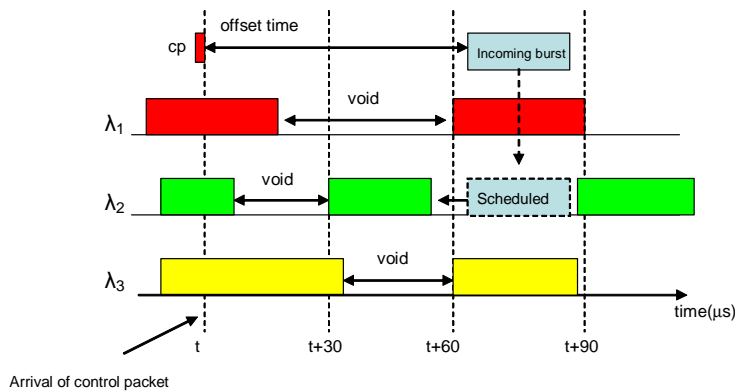 offset time
cp
Incoming burst
void
λ1
void
λ2
Scheduled
void
λ3
time(μs)
t
t+30
t+60
t+90
Arrival of control packet